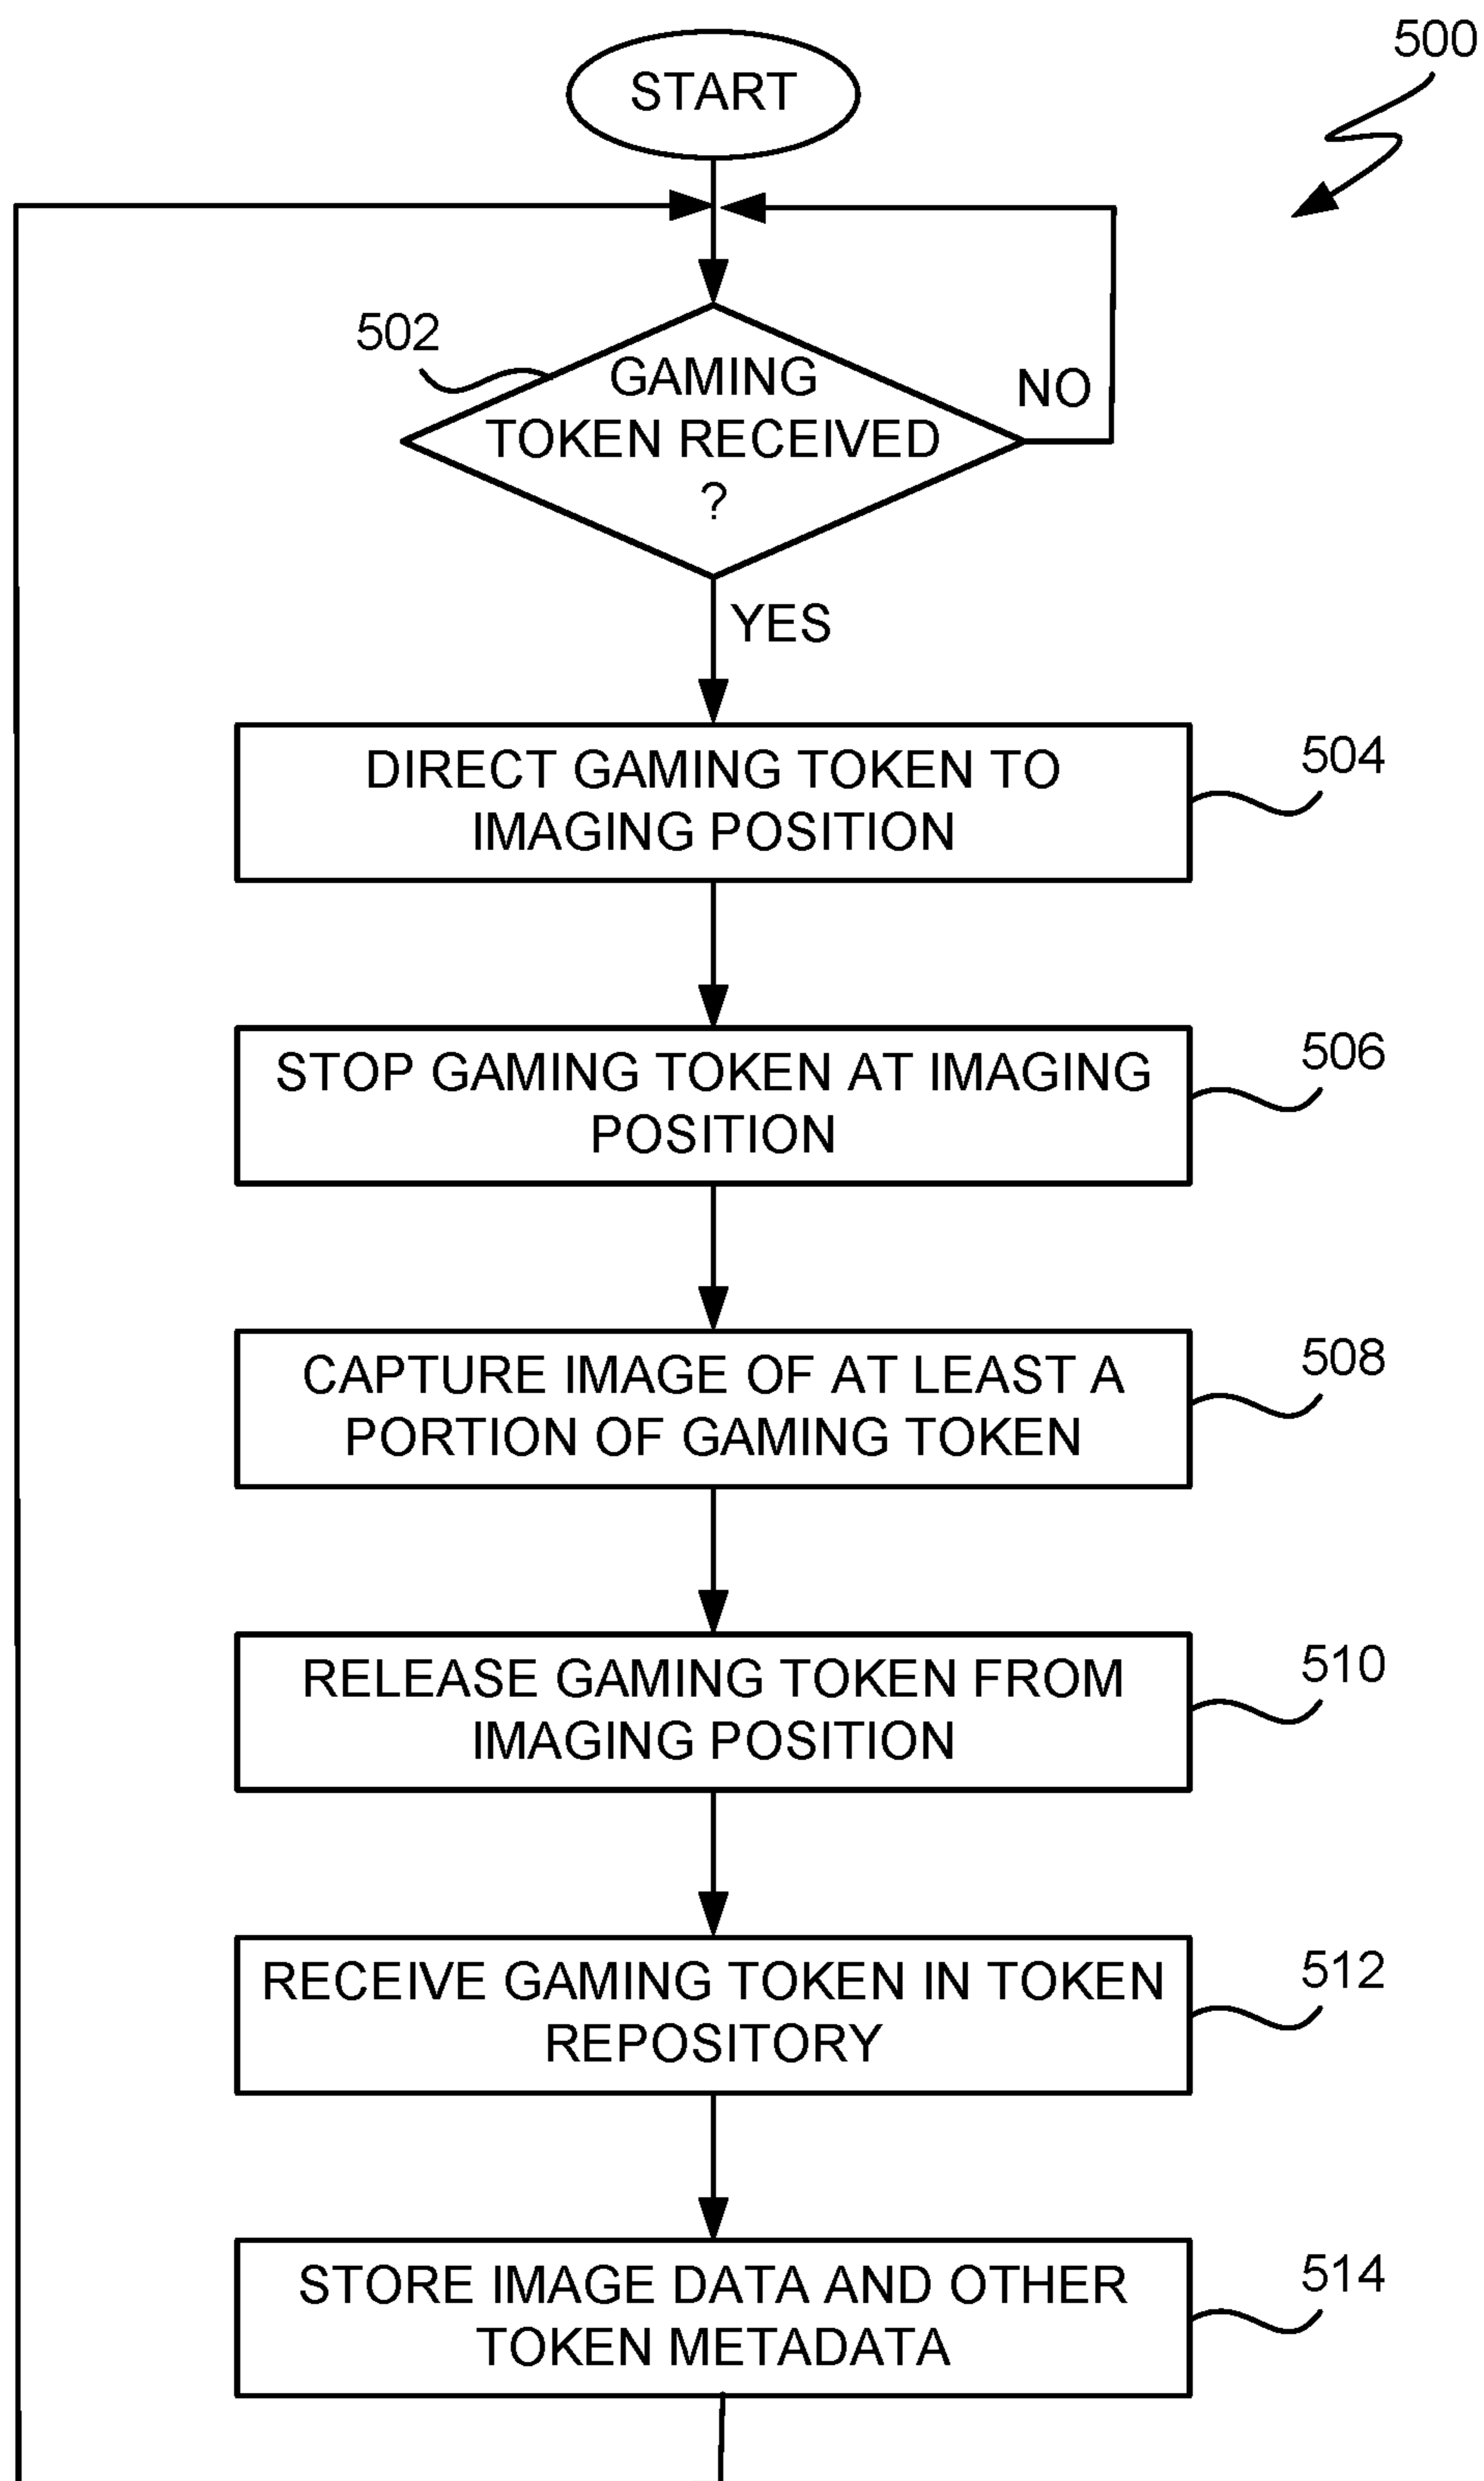 500
START
502
GAMING
TOKEN RECEIVED
?
NO
YES
DIRECT GAMING TOKEN TO
IMAGING POSITION
504
STOP GAMING TOKEN AT IMAGING
POSITION
506
CAPTURE IMAGE OF AT LEAST A
PORTION OF GAMING TOKEN
508
RELEASE GAMING TOKEN FROM
IMAGING POSITION
510
RECEIVE GAMING TOKEN IN TOKEN
REPOSITORY
512
STORE IMAGE DATA AND OTHER
TOKEN METADATA
514